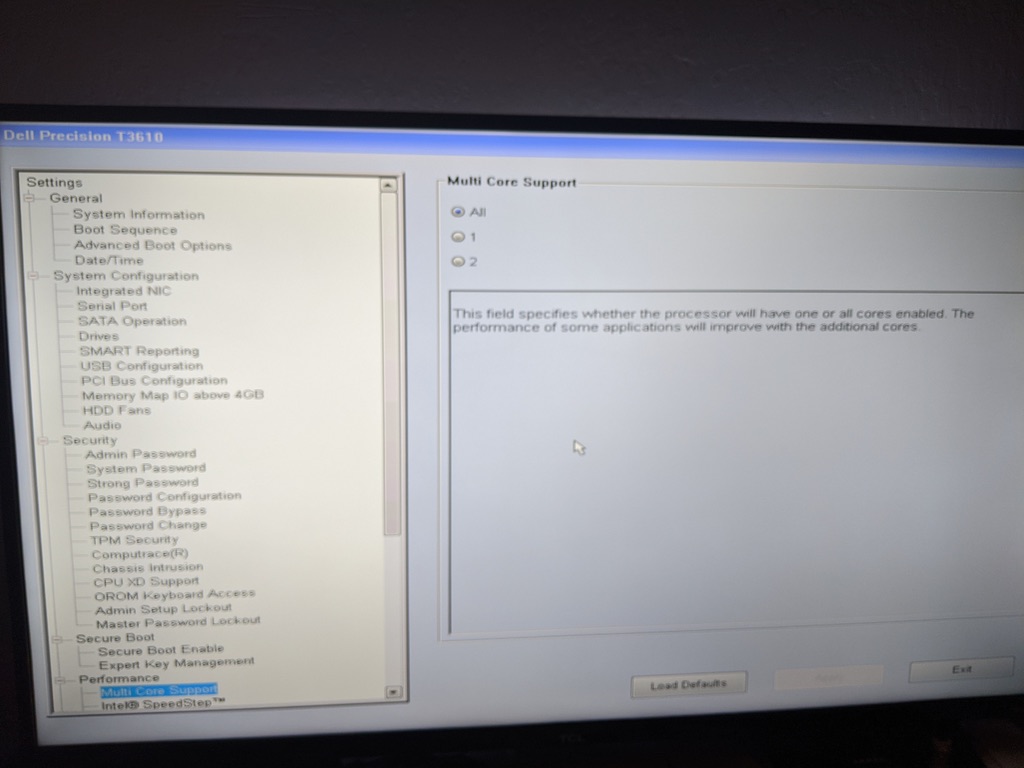 Dell Precision T3610
Settings
General
System Information
Boot Sequence
Advanced Boot Options
Date/Time
System Configuration
Integrated NIC
Serial Port
SATA Operation
Drives
SMART Reporting
USB Configuration
PCI Bus Configuration
Memory Map IO above 4GB
HDD Fans
Audio
Security
Admin Password
System Password
Strong Password
Password Configuration
Password Bypass
Password Change
TPM Security
Computrace(R)
Chassis Intrusion
CPU XD Support
OROM Keyboard Access
Admin Setup Lockout
Master Password Lockout
Secure Boot
Secure Boot Enable
Expert Key Management
Performance
Multi Core Support
Intel® SpeedStep™
Multi Core Support
All
1
2
This field specifies whether the processor will have one or all cores enabled. The
performance of some applications will improve with the additional cores.
Load Defaults
Apply
Exit